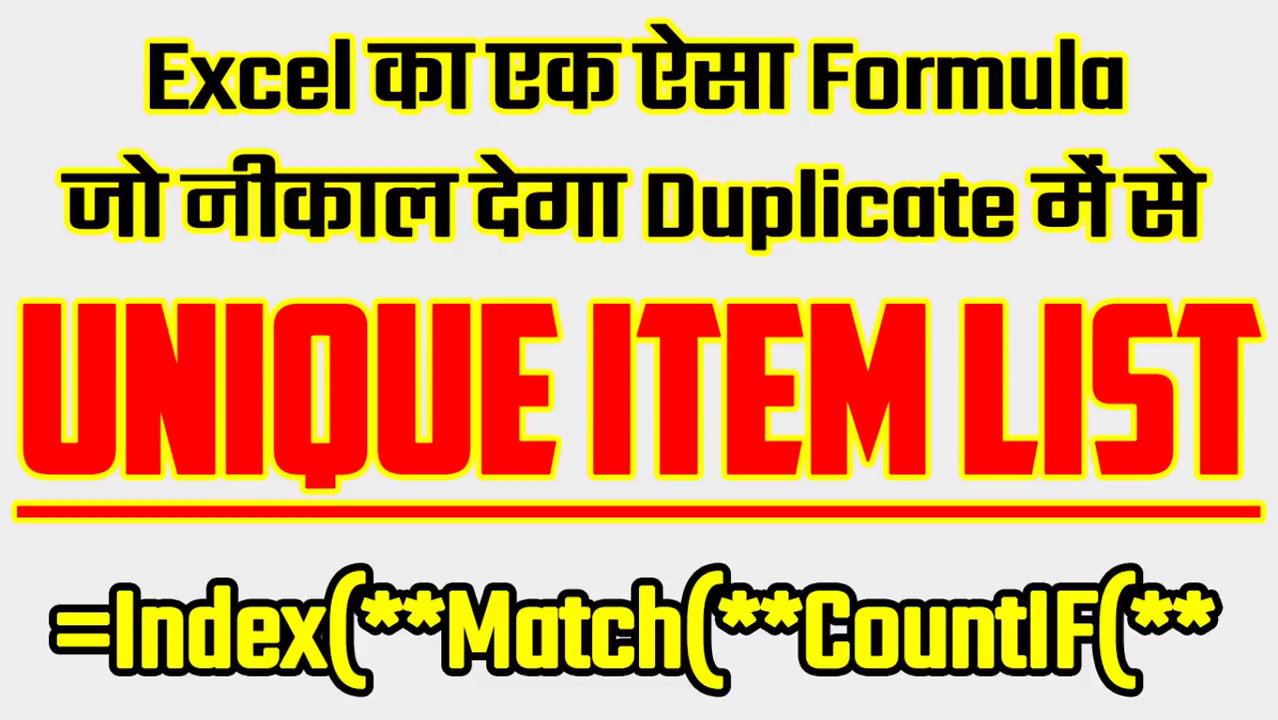 Excel का एक ऐसा Formula
जो नीकाल देगा Duplicate में से
UNIQUE ITEM LIST
=Index(**Match(**CountIF(**